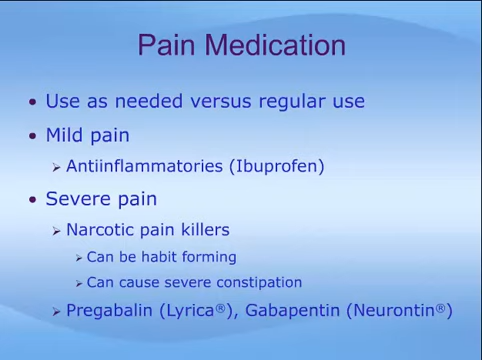 Pain Medication
• Use as needed versus regular use
• Mild pain
➢ Antiinflammatories (Ibuprofen)
• Severe pain
➢ Narcotic pain killers
➢ Can be habit forming
➢ Can cause severe constipation
➢ Pregabalin (Lyrica®), Gabapentin (Neurontin®)